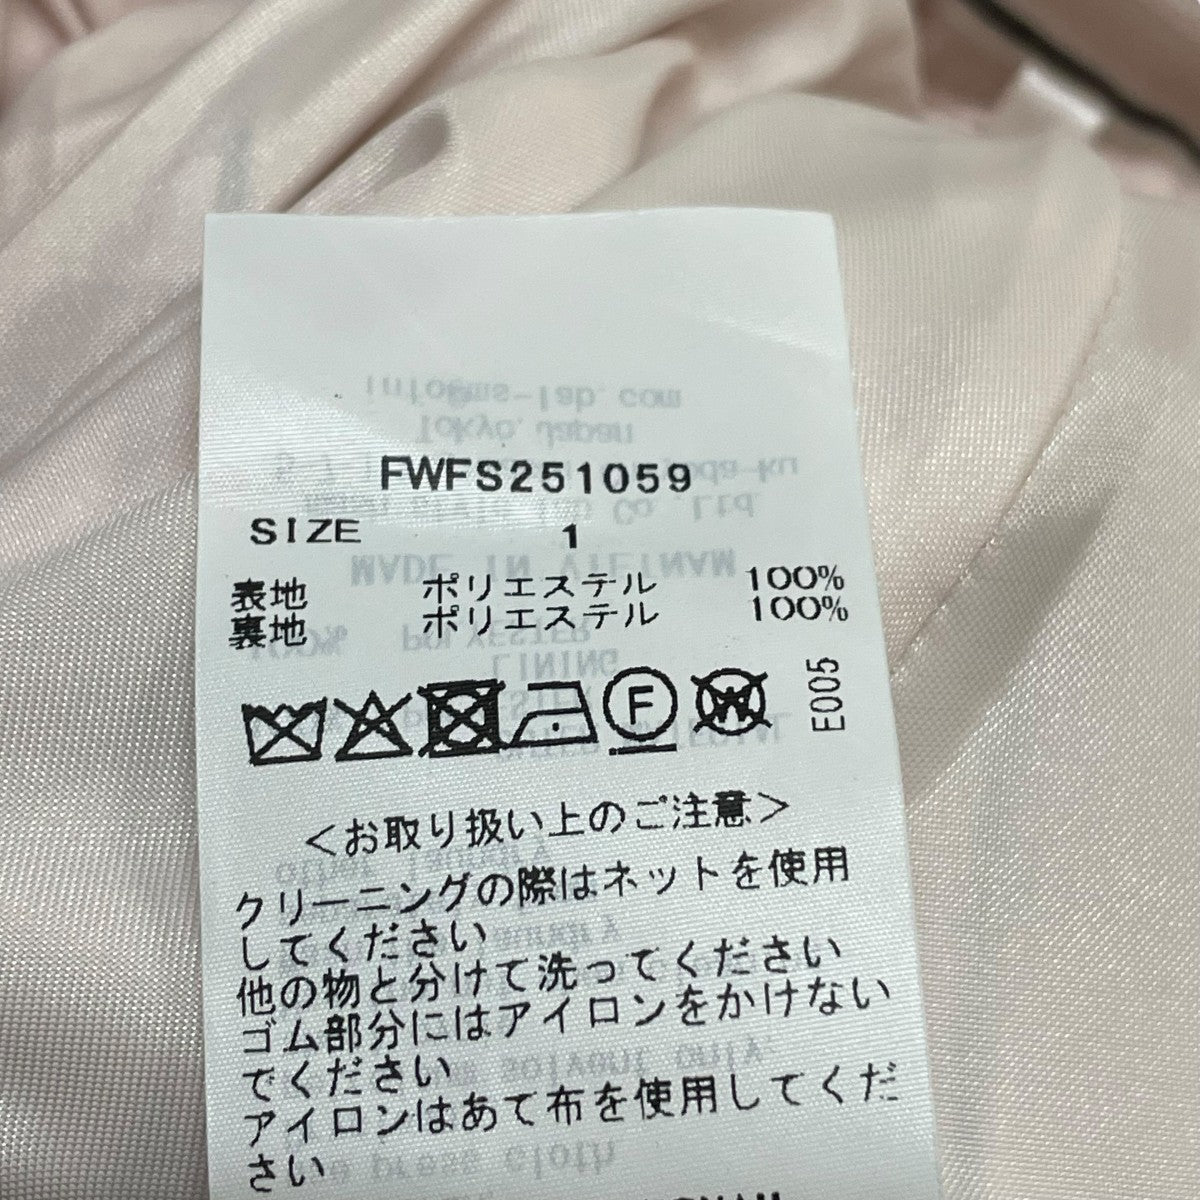 FWFS251059
SIZE 1
表地 ポリエステル 100%
裏地 ポリエステル 100%
F W E005
＜お取り扱い上のご注意＞
クリーニングの際はネットを使用
してください
他の物と分けて洗ってください
ゴム部分にはアイロンをかけない
でください
アイロンはあて布を使用してくだ
さい